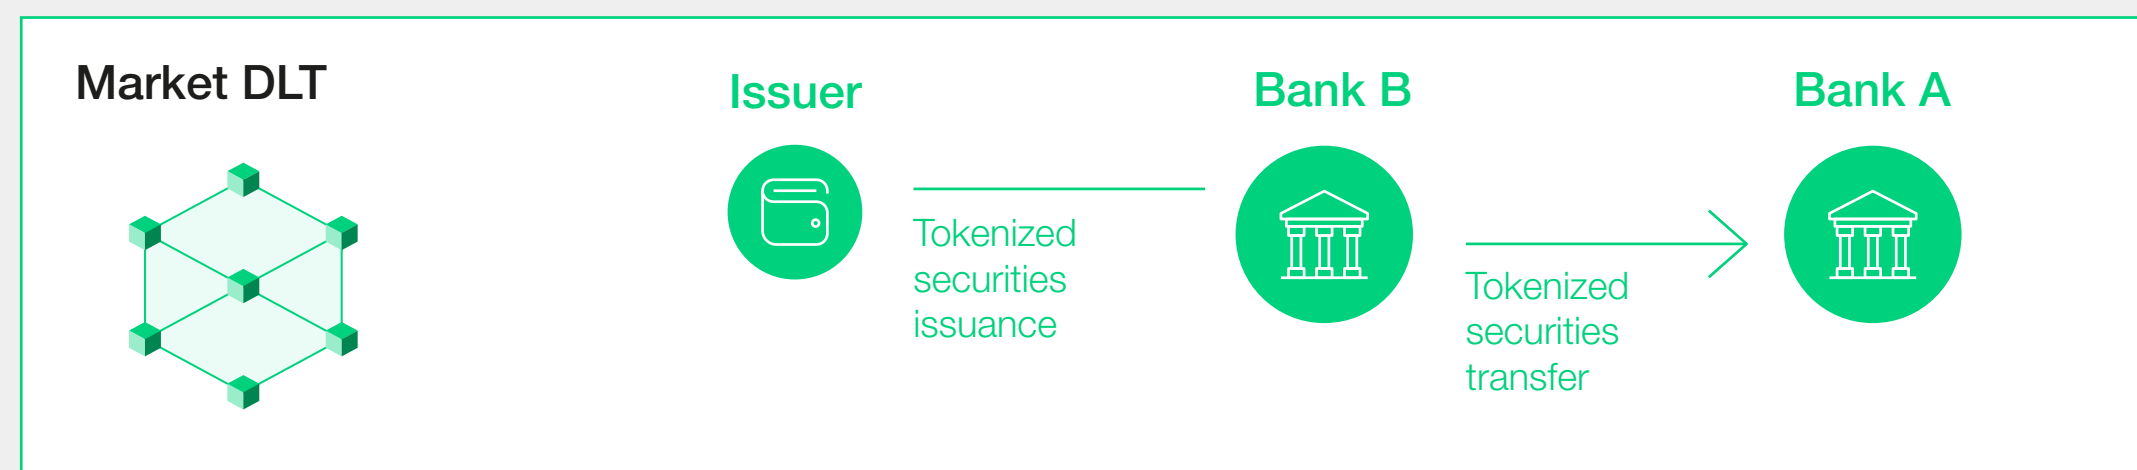 Market DLT
Issuer
Bank B
Bank A
Tokenized
securities
issuance
Tokenized
securities
transfer